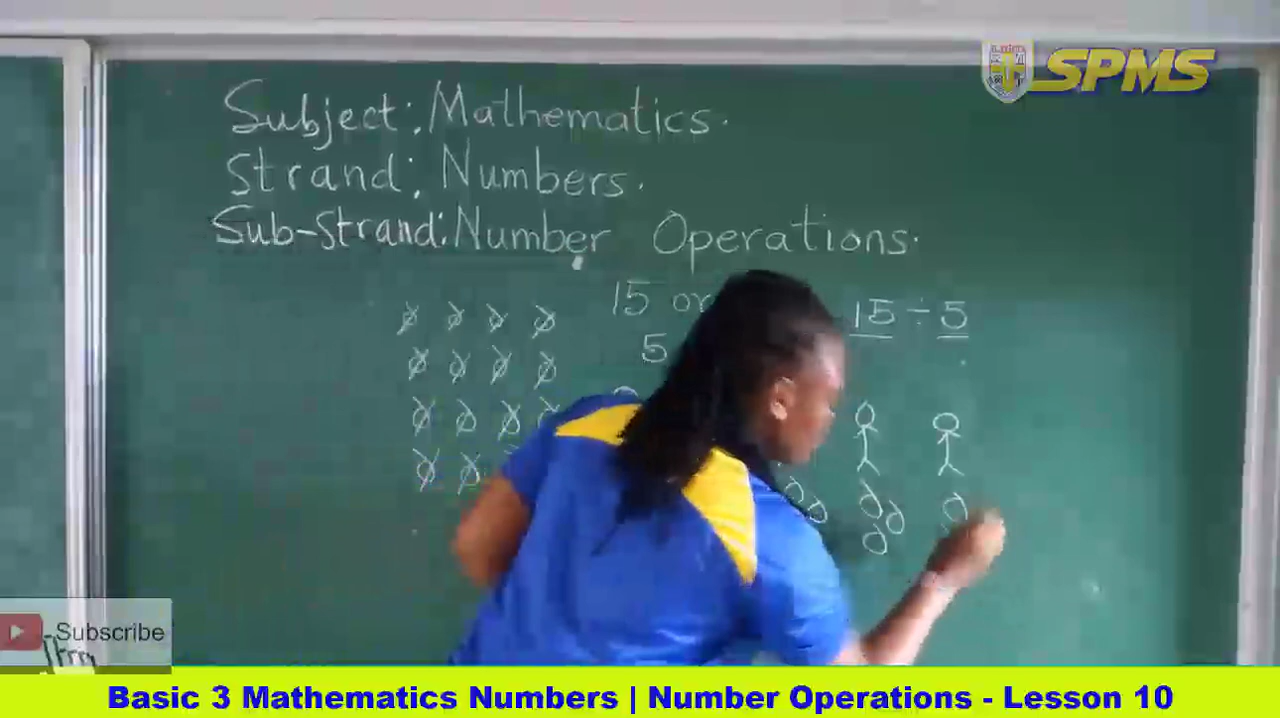 SPMS
Subject: Mathematics.
Strand: Numbers.
Sub-Strand: Number Operations.
15 or
15 ÷ 5
5
Subscribe
Basic 3 Mathematics Numbers | Number Operations - Lesson 10